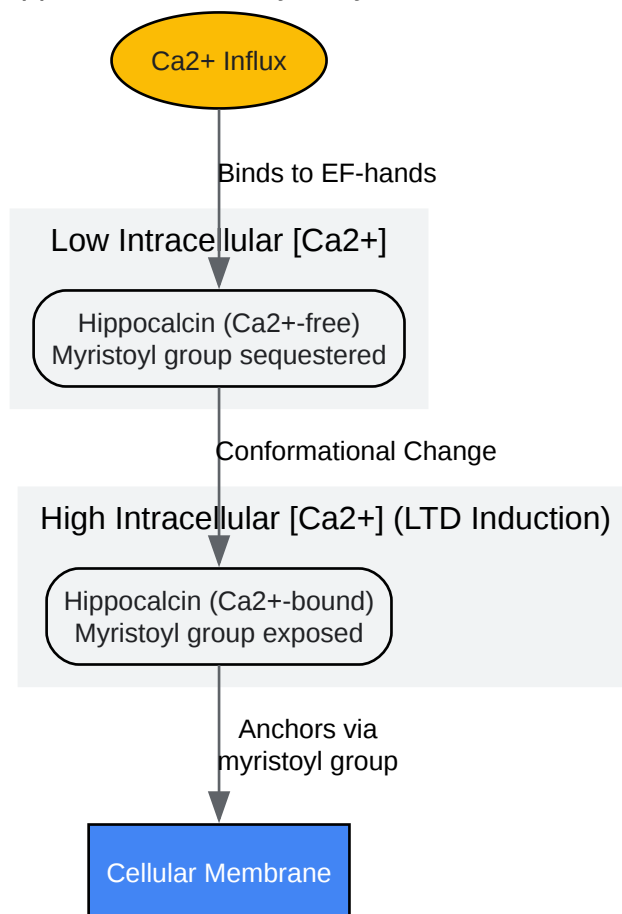 Ca2+ Influx
Binds to EF-hands
Low Intracellular [Ca2+]
Hippocalcin (Ca2+-free)
Myristoyl group sequestered
Conformational Change
High Intracellular [Ca2+] (LTD Induction)
Hippocalcin (Ca2+-bound)
Myristoyl group exposed
Anchors via
myristoyl group
Cellular Membrane